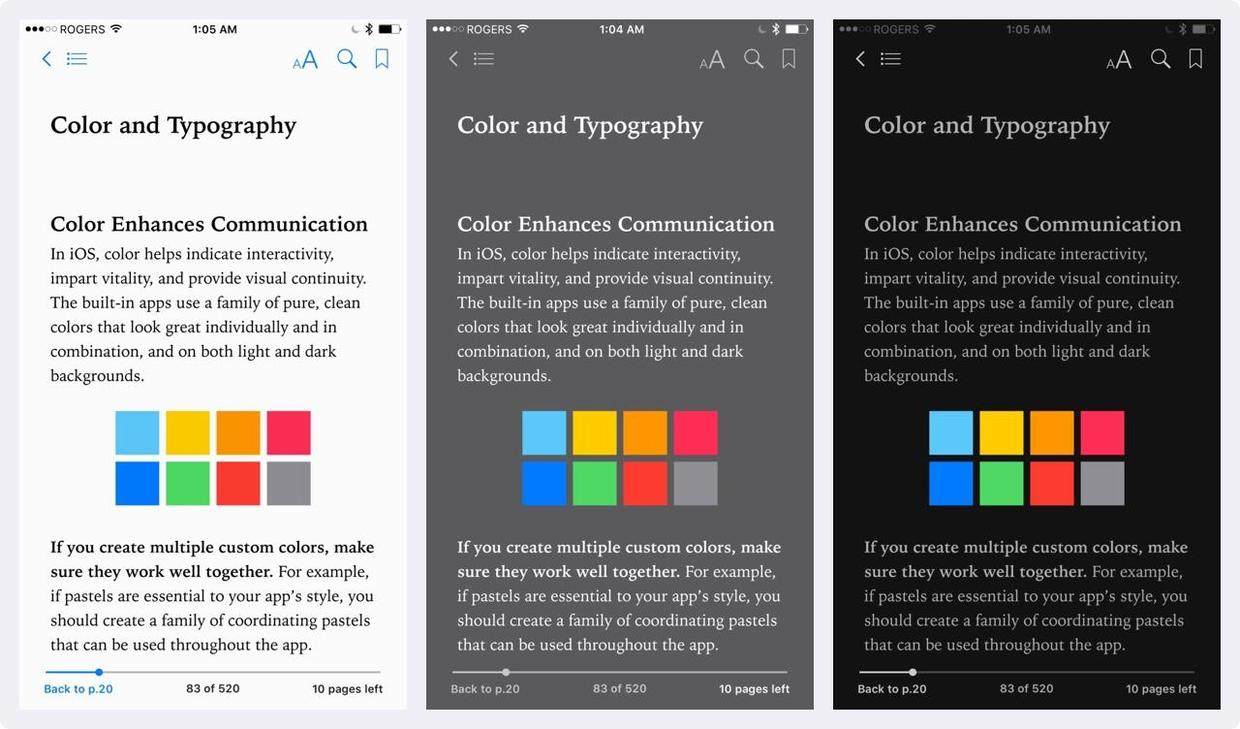 ROGERS 1:05 AM
AA
Color and Typography
Color Enhances Communication
In iOS, color helps indicate interactivity,
impart vitality, and provide visual continuity.
The built-in apps use a family of pure, clean
colors that look great individually and in
combination, and on both light and dark
backgrounds.
If you create multiple custom colors, make
sure they work well together. For example,
if pastels are essential to your app’s style, you
should create a family of coordinating pastels
that can be used throughout the app.
Back to p.20 83 of 520 10 pages left
ROGERS 1:04 AM
AA
Color and Typography
Color Enhances Communication
In iOS, color helps indicate interactivity,
impart vitality, and provide visual continuity.
The built-in apps use a family of pure, clean
colors that look great individually and in
combination, and on both light and dark
backgrounds.
If you create multiple custom colors, make
sure they work well together. For example,
if pastels are essential to your app’s style, you
should create a family of coordinating pastels
that can be used throughout the app.
Back to p.20 83 of 520 10 pages left
ROGERS 1:05 AM
AA
Color and Typography
Color Enhances Communication
In iOS, color helps indicate interactivity,
impart vitality, and provide visual continuity.
The built-in apps use a family of pure, clean
colors that look great individually and in
combination, and on both light and dark
backgrounds.
If you create multiple custom colors, make
sure they work well together. For example,
if pastels are essential to your app’s style, you
should create a family of coordinating pastels
that can be used throughout the app.
Back to p.20 83 of 520 10 pages left